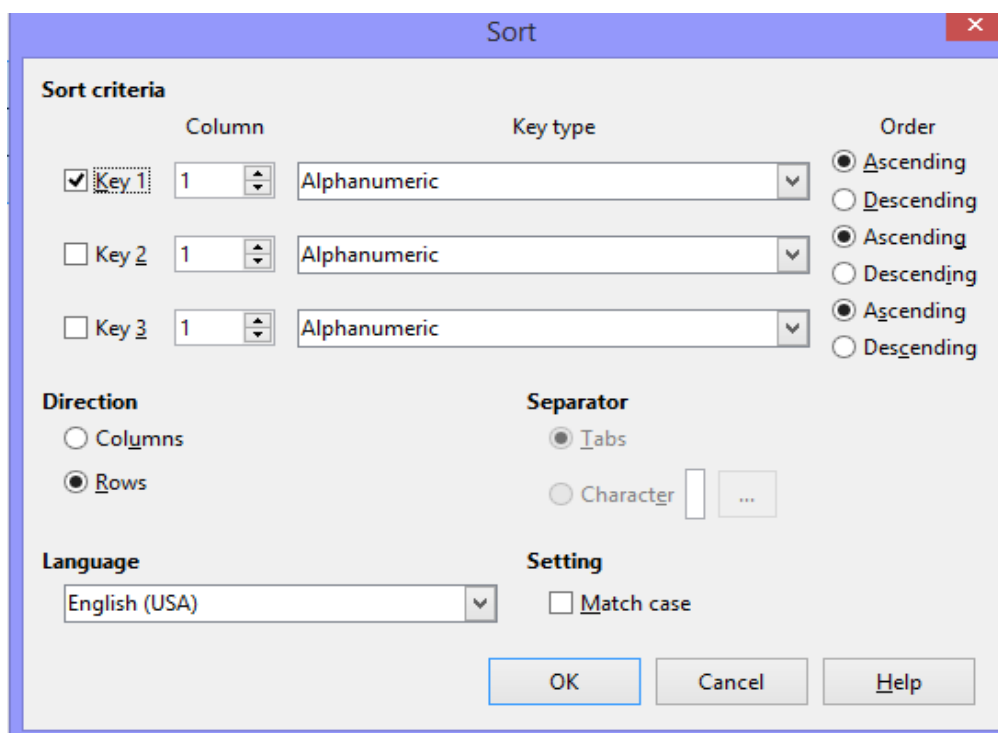 Sort
Sort criteria
Column Key type Order
Key 1 1 Alphanumeric Ascending
Descending
Key 2 1 Alphanumeric Ascending
Descending
Key 3 1 Alphanumeric Ascending
Descending
Direction Separator
Columns Tabs
Rows Character ...
Language Setting
English (USA) Match case
OK Cancel Help